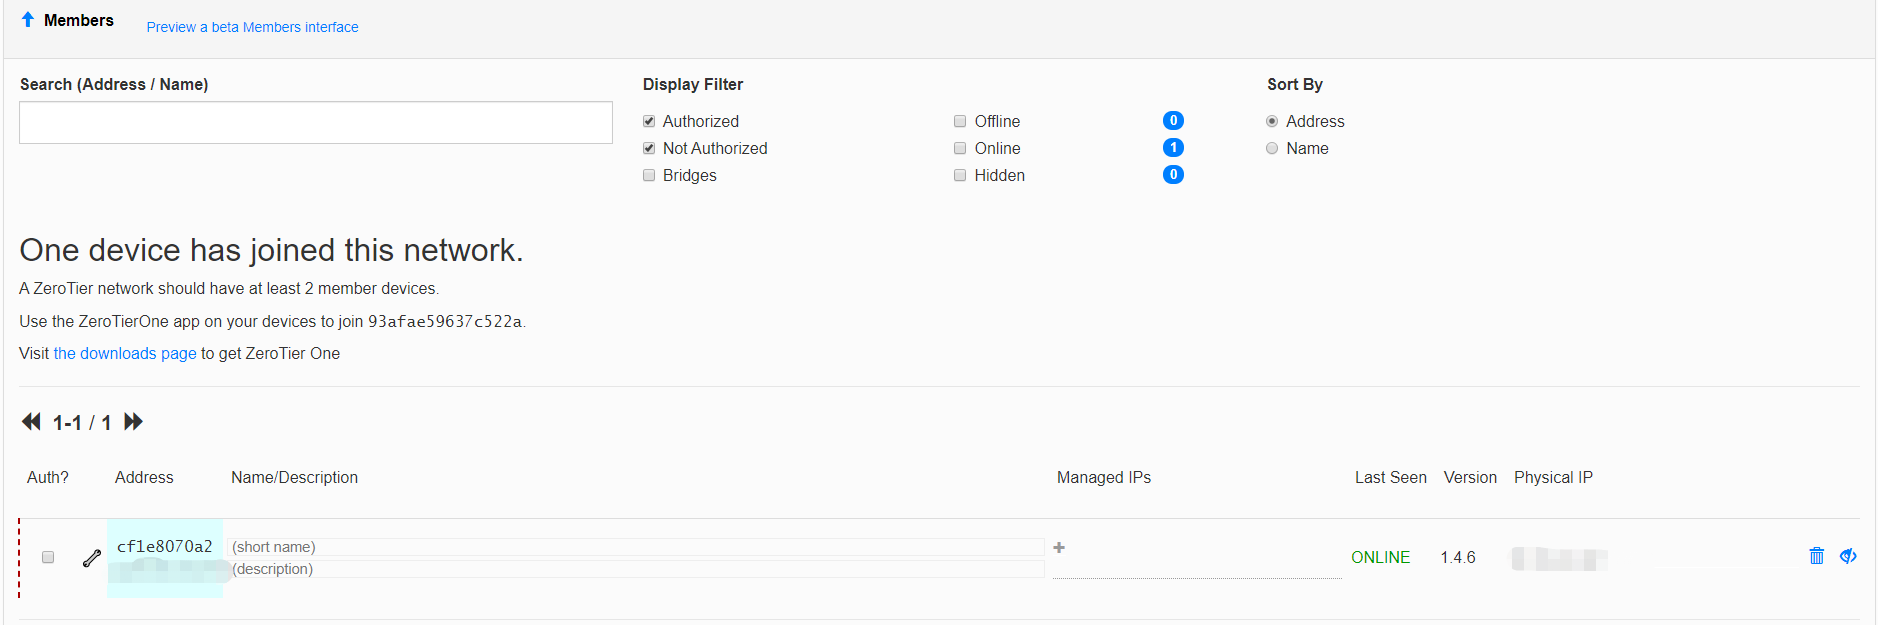 Members Preview a beta Members interface
Search (Address / Name) Display Filter Sort By
Authorized Offline 0 Address
Not Authorized Online 1 Name
Bridges Hidden 0
One device has joined this network.
A ZeroTier network should have at least 2 member devices.
Use the ZeroTierOne app on your devices to join 93afae59637c522a.
Visit the downloads page to get ZeroTier One
1-1 / 1
Auth? Address Name/Description Managed IPs Last Seen Version Physical IP
cf1e8070a2 (short name) +
ONLINE 1.4.6
(description)